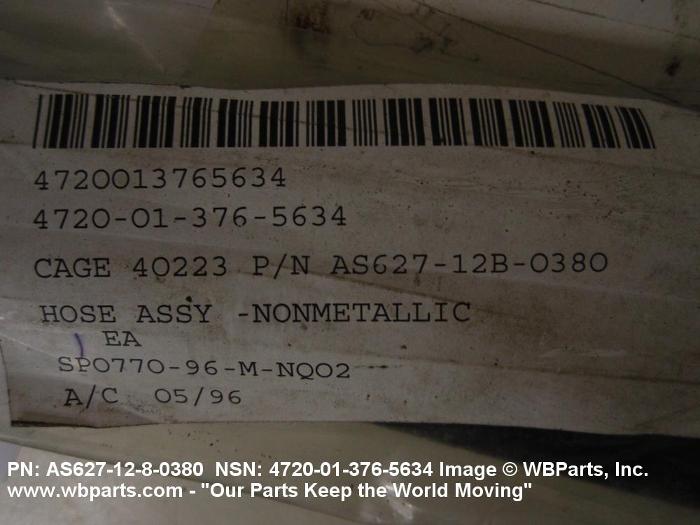 4720013765634
4720-01-376-5634
CAGE 40223 P/N AS627-12B-0380
HOSE ASSY -NONMETALLIC
1 EA
SP0770-96-M-NQ02
A/C 05/96
PN: AS627-12-8-0380 NSN: 4720-01-376-5634 Image © WBParts, Inc.
www.wbparts.com - "Our Parts Keep the World Moving"